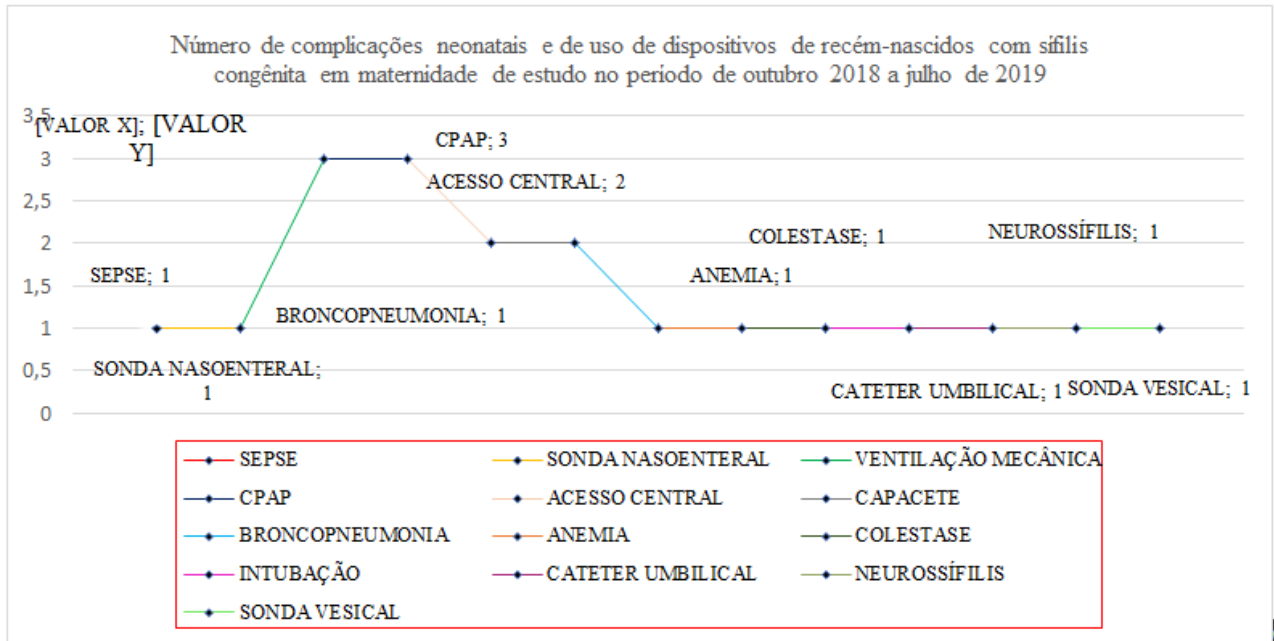 Número de complicações neonatais e de uso de dispositivos de recém-nascidos com sífilis
congênita em maternidade de estudo no período de outubro 2018 a julho de 2019
3,5
[VALOR X]; [VALOR
Y]
CPAP; 3
3
ACESSO CENTRAL; 2
2,5
COLESTASE; 1
NEUROSSÍFILIS; 1
2
SEPSE; 1
ANEMIA; 1
1,5
BRONCOPNEUMONIA; 1
1
SONDA NASOENTERAL;
1
0,5
CATETER UMBILICAL; 1
SONDA VESICAL; 1
0
SEPSE
SONDA NASOENTERAL
VENTILAÇÃO MECÂNICA
CPAP
ACESSO CENTRAL
CAPACETE
BRONCOPNEUMONIA
ANEMIA
COLESTASE
INTUBAÇÃO
CATETER UMBILICAL
NEUROSSÍFILIS
SONDA VESICAL